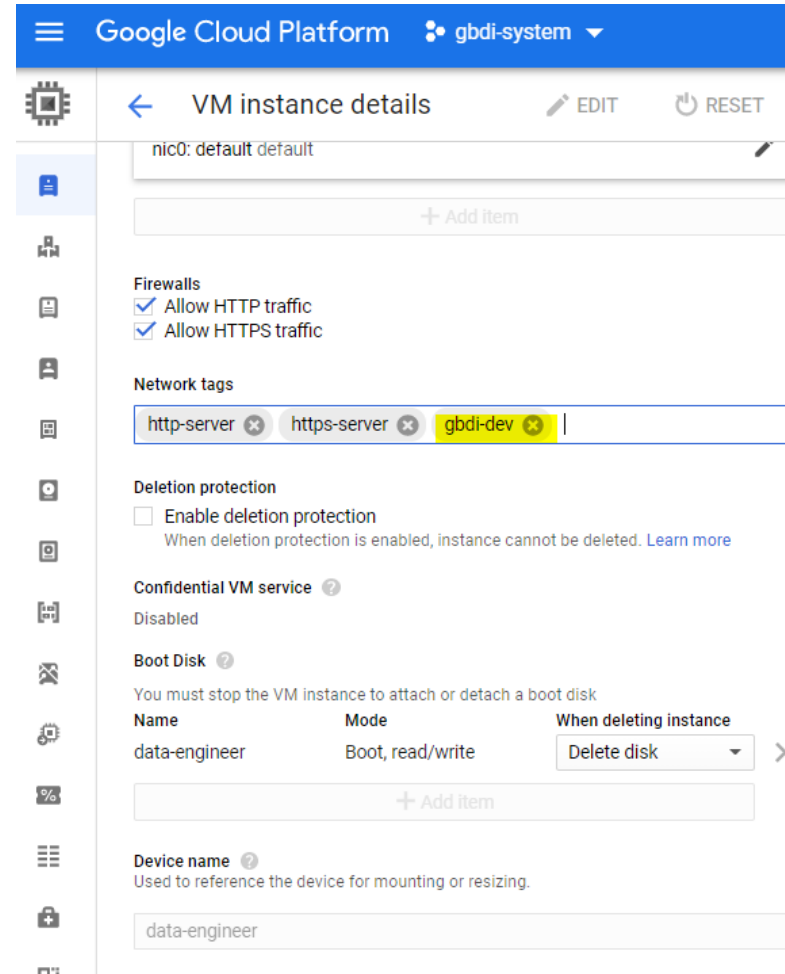 Google Cloud Platform gbdi-system
VM instance details EDIT RESET
nic0: default default
Add item
Firewalls
Allow HTTP traffic
Allow HTTPS traffic
Network tags
http-server https-server gbdi-dev
Deletion protection
Enable deletion protection
When deletion protection is enabled, instance cannot be deleted. Learn more
Confidential VM service
Disabled
Boot Disk
You must stop the VM instance to attach or detach a boot disk
Name Mode When deleting instance
data-engineer Boot, read/write Delete disk
Add item
Device name
Used to reference the device for mounting or resizing.
data-engineer